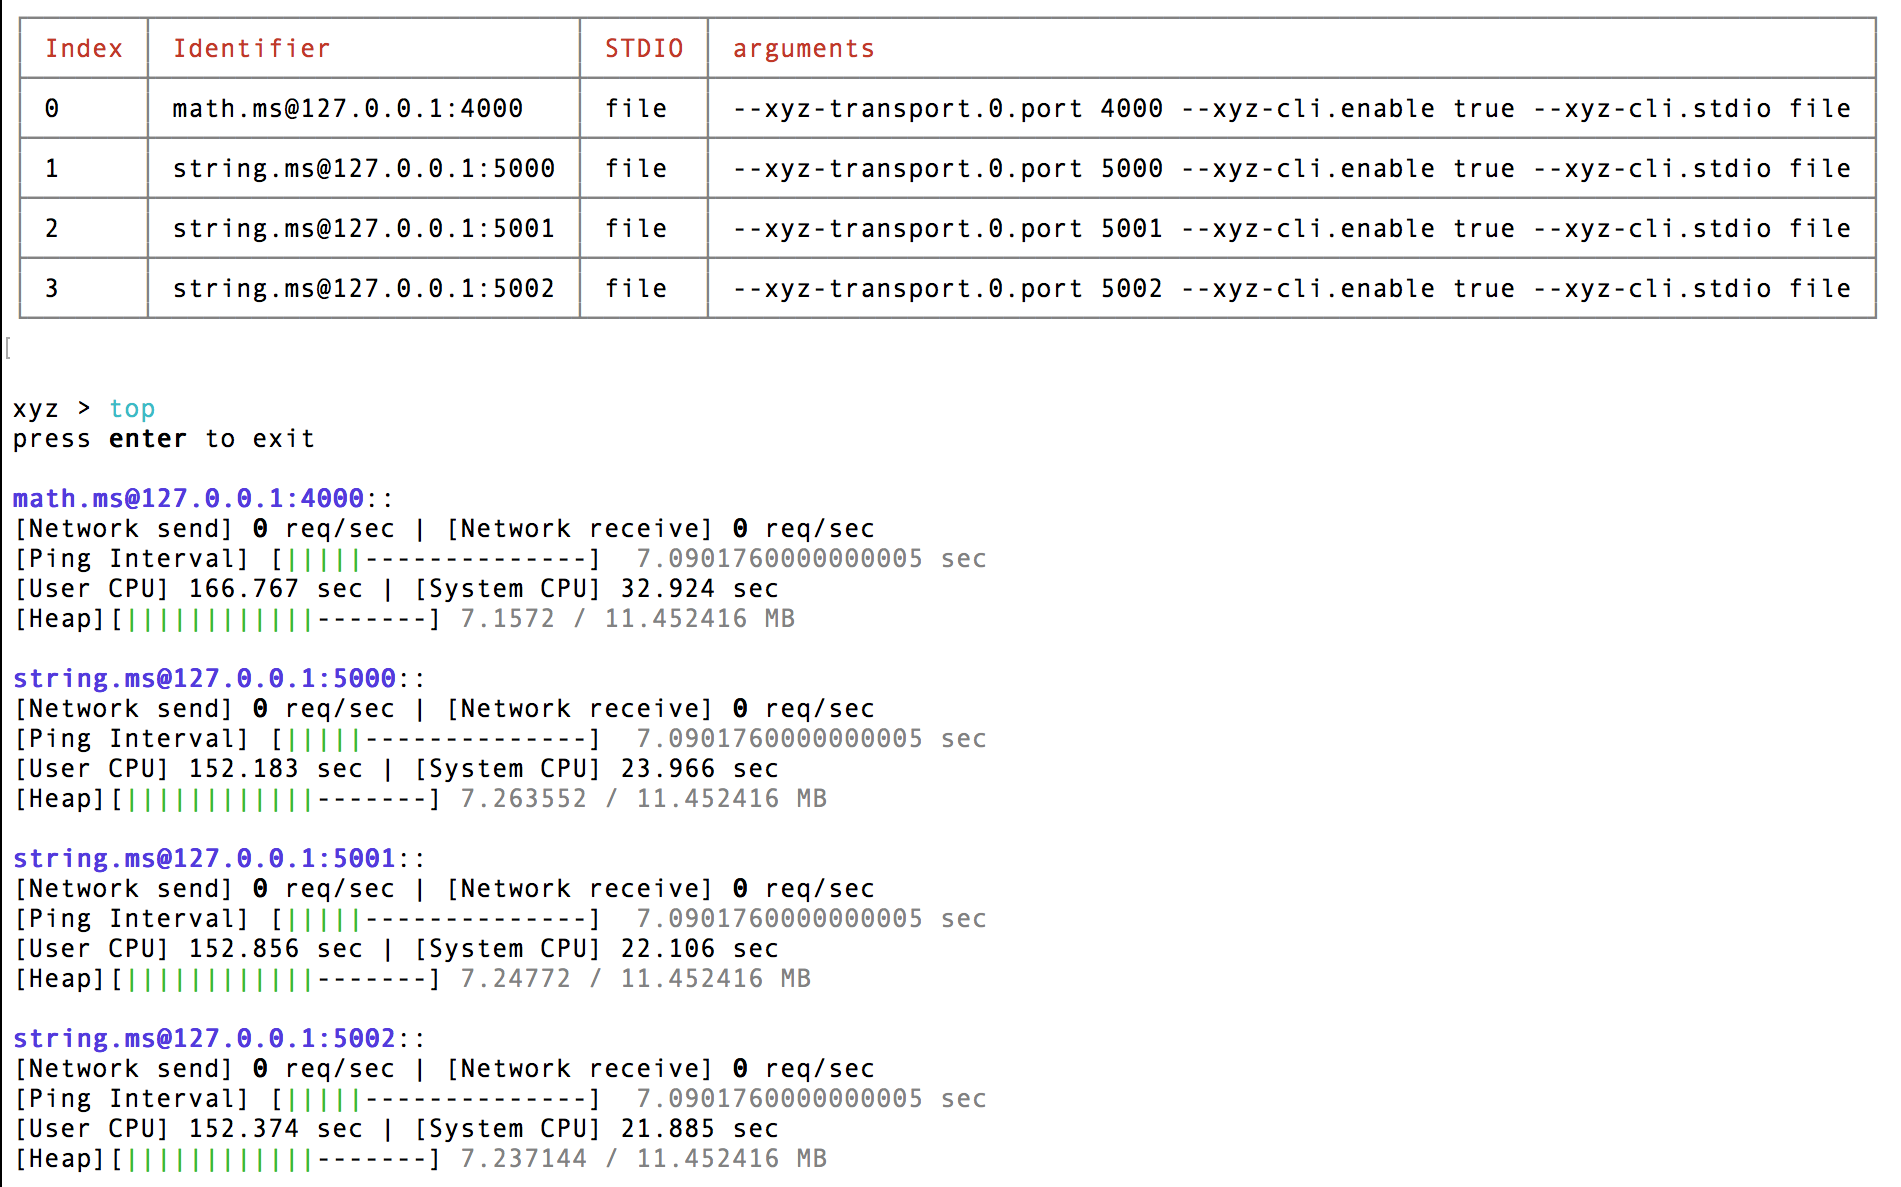 Index Identifier STDIO arguments
0 math.ms@127.0.0.1:4000 file --xyz-transport.0.port 4000 --xyz-cli.enable true --xyz-cli.stdio file
1 string.ms@127.0.0.1:5000 file --xyz-transport.0.port 5000 --xyz-cli.enable true --xyz-cli.stdio file
2 string.ms@127.0.0.1:5001 file --xyz-transport.0.port 5001 --xyz-cli.enable true --xyz-cli.stdio file
3 string.ms@127.0.0.1:5002 file --xyz-transport.0.port 5002 --xyz-cli.enable true --xyz-cli.stdio file
[
xyz > top
press enter to exit
math.ms@127.0.0.1:4000::
[Network send] 0 req/sec | [Network receive] 0 req/sec
[Ping Interval] [|||||--------------] 7.0901760000000005 sec
[User CPU] 166.767 sec | [System CPU] 32.924 sec
[Heap][||||||||||||-------] 7.1572 / 11.452416 MB
string.ms@127.0.0.1:5000::
[Network send] 0 req/sec | [Network receive] 0 req/sec
[Ping Interval] [|||||--------------] 7.0901760000000005 sec
[User CPU] 152.183 sec | [System CPU] 23.966 sec
[Heap][||||||||||||-------] 7.263552 / 11.452416 MB
string.ms@127.0.0.1:5001::
[Network send] 0 req/sec | [Network receive] 0 req/sec
[Ping Interval] [|||||--------------] 7.0901760000000005 sec
[User CPU] 152.856 sec | [System CPU] 22.106 sec
[Heap][||||||||||||-------] 7.24772 / 11.452416 MB
string.ms@127.0.0.1:5002::
[Network send] 0 req/sec | [Network receive] 0 req/sec
[Ping Interval] [|||||--------------] 7.0901760000000005 sec
[User CPU] 152.374 sec | [System CPU] 21.885 sec
[Heap][||||||||||||-------] 7.237144 / 11.452416 MB